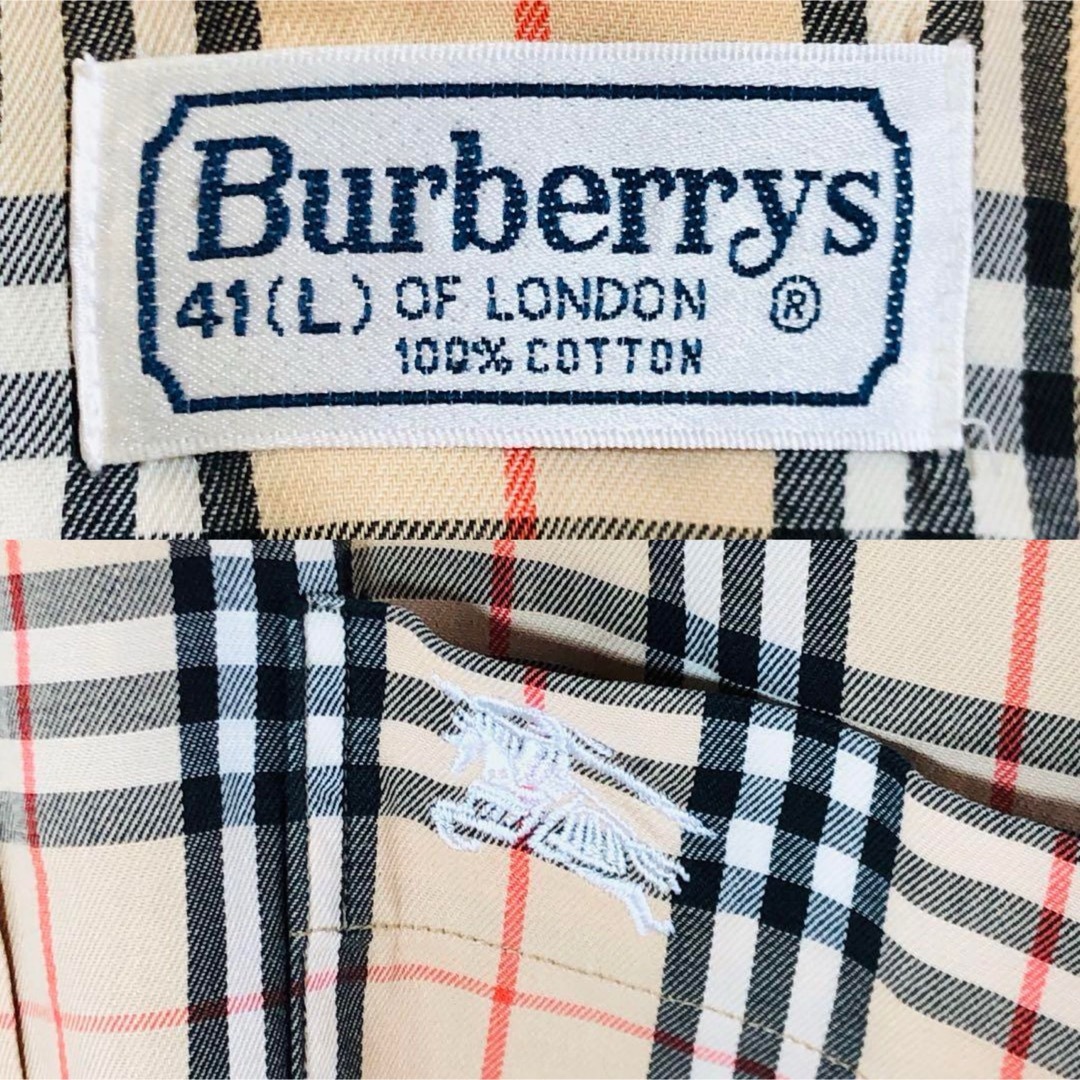 Burberrys
41(L) OF LONDON ®
100% COTTON